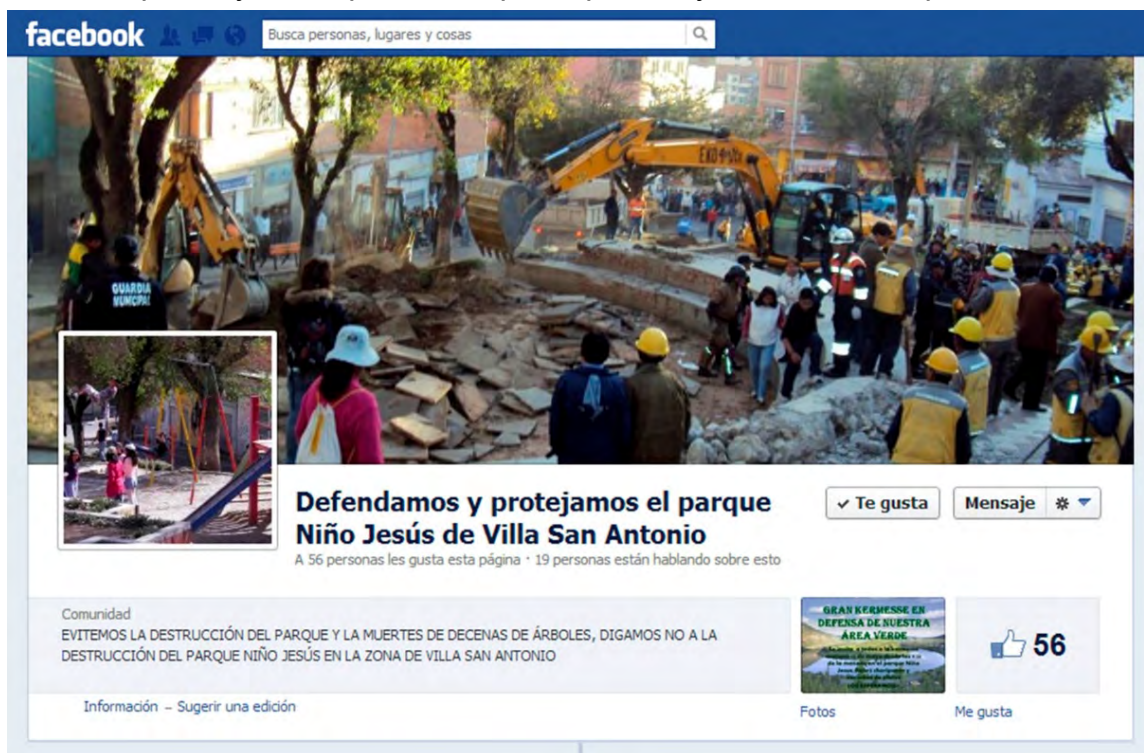 facebook
Busca personas, lugares y cosas
GUARDIA
MUNICIPAL
Defendamos y protejamos el parque
Niño Jesús de Villa San Antonio
A 56 personas les gusta esta página · 19 personas están hablando sobre esto
✓ Te gusta
Mensaje
Comunidad
EVITEMOS LA DESTRUCCIÓN DEL PARQUE Y LA MUERTES DE DECENAS DE ÁRBOLES, DIGAMOS NO A LA
DESTRUCCIÓN DEL PARQUE NIÑO JESÚS EN LA ZONA DE VILLA SAN ANTONIO
Información – Sugerir una edición
GRAN KERMESSE EN
DEFENSA DE NUESTRA
ÁREA VERDE
Fotos
56
Me gusta